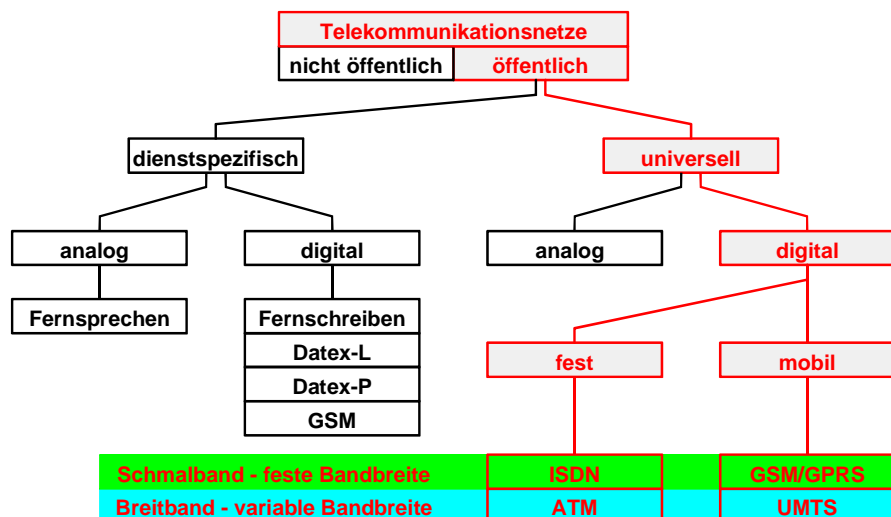 Telekommunikationsnetze
nicht öffentlich öffentlich
dienstspezifisch universell
analog digital analog digital
Fernsprechen Fernschreiben
Datex-L
fest mobil
Datex-P
GSM
Schmalband - feste Bandbreite ISDN GSM/GPRS
Breitband - variable Bandbreite ATM UMTS